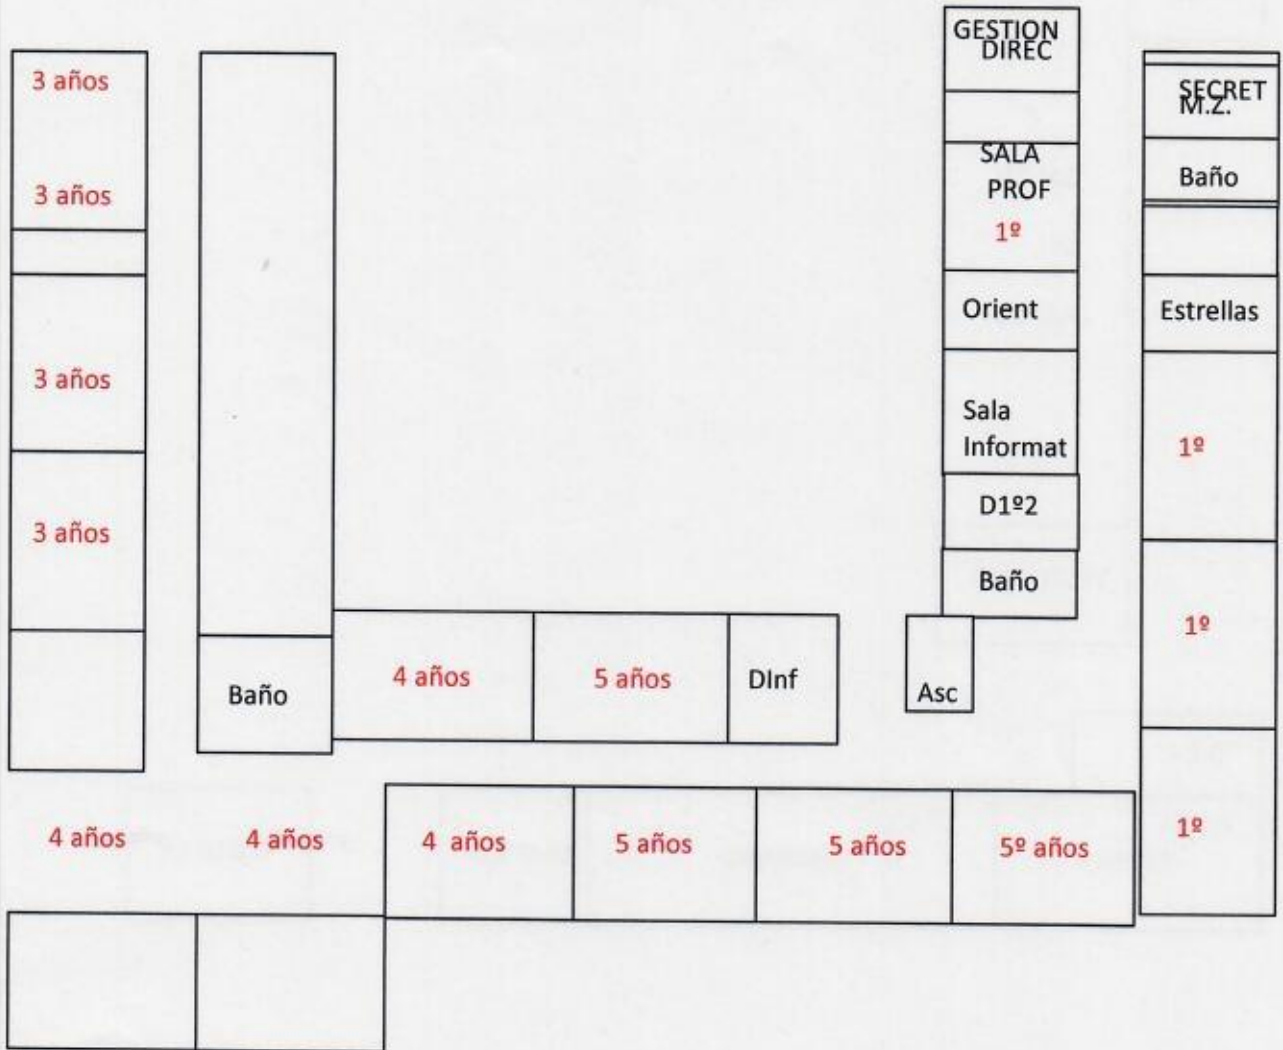 GESTION
DIREC
3 años
SECRET
M.Z.
SALA
PROF
Baño
3 años
1º
Orient
Estrellas
3 años
Sala
Informat
1º
3 años
D1º2
Baño
1º
Baño
4 años
5 años
DInf
Asc
4 años
4 años
4 años
5 años
5 años
5º años
1º